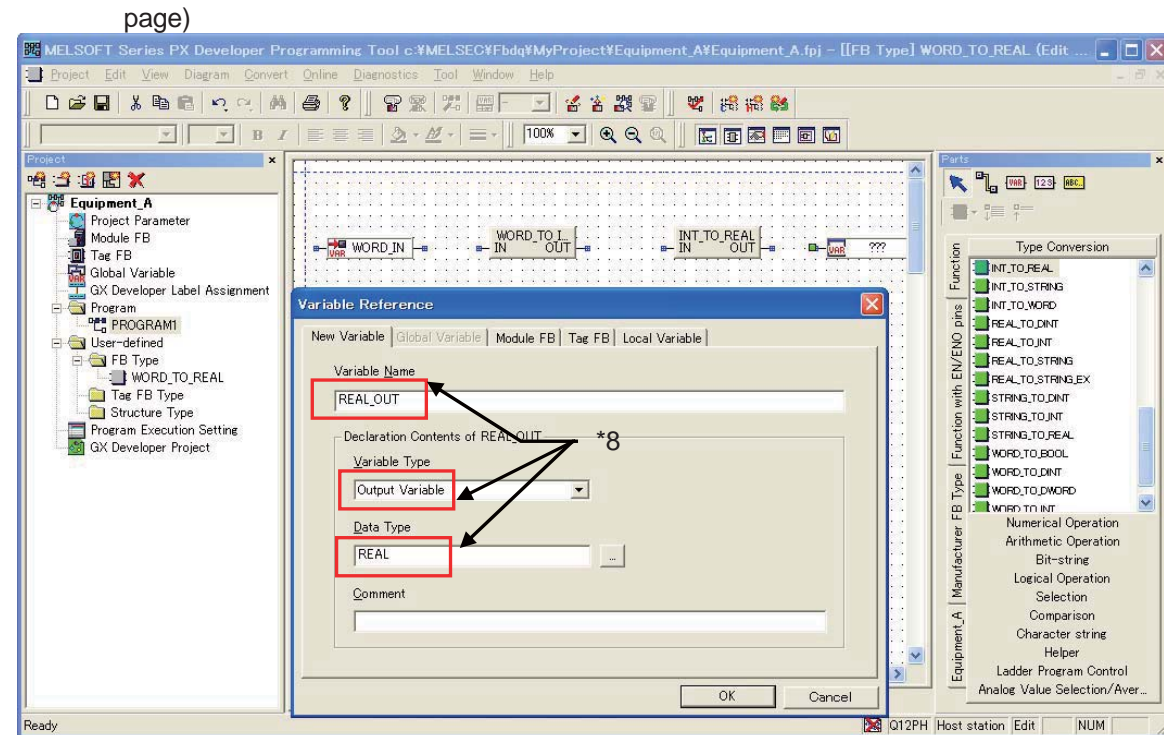 page)
MELSOFT Series PX Developer Programming Tool c:¥MELSEC¥Fbdq¥MyProject¥Equipment_A¥Equipment_A.fpj - [[FB Type] WORD_TO_REAL (Edit ...
Project Edit View Diagram Convert Online Diagnostics Tool Window Help
B I
100%
Project
Equipment_A
Project Parameter
Module FB
Tag FB
Global Variable
GX Developer Label Assignment
Program
PROGRAM1
User-defined
FB Type
WORD_TO_REAL
Tag FB Type
Structure Type
Program Execution Setting
GX Developer Project
VAR WORD_IN
WORD_TO_I...
IN OUT
INT_TO_REAL
IN OUT
VAR ???
Variable Reference
New Variable Global Variable Module FB Tag FB Local Variable
Variable Name
REAL_OUT
Declaration Contents of REAL_OUT
*8
Variable Type
Output Variable
Data Type
REAL
...
Comment
OK Cancel
Parts
VAR 123 ABC..
Function
Function with EN/ENO pins
Manufacturer FB Type
Equipment_A
Type Conversion
INT_TO_REAL
INT_TO_STRING
INT_TO_WORD
REAL_TO_DINT
REAL_TO_INT
REAL_TO_STRING
REAL_TO_STRING_EX
STRING_TO_DINT
STRING_TO_INT
STRING_TO_REAL
WORD_TO_BOOL
WORD_TO_DINT
WORD_TO_DWORD
WORD_TO_INT
Numerical Operation
Arithmetic Operation
Bit-string
Logical Operation
Selection
Comparison
Character string
Helper
Ladder Program Control
Analog Value Selection/Aver...
Ready
Q12PH Host station Edit NUM